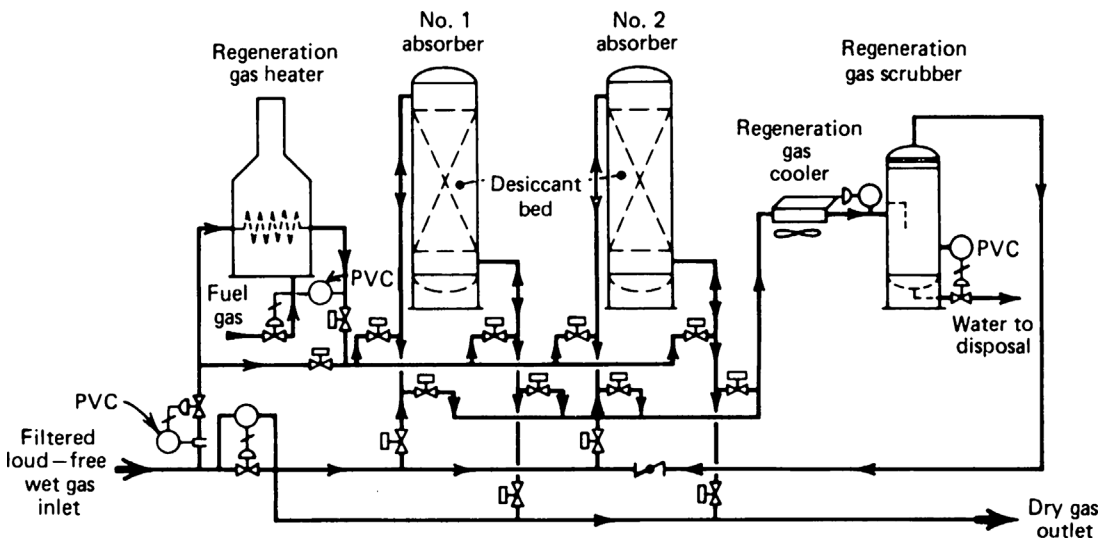 No. 1
absorber
No. 2
absorber
Regeneration
gas heater
Regeneration
gas scrubber
Regeneration
gas
cooler
Desiccant
bed
PVC
Fuel
gas
PVC
Water to
disposal
PVC
Filtered
loud–free
wet gas
inlet
Dry gas
outlet